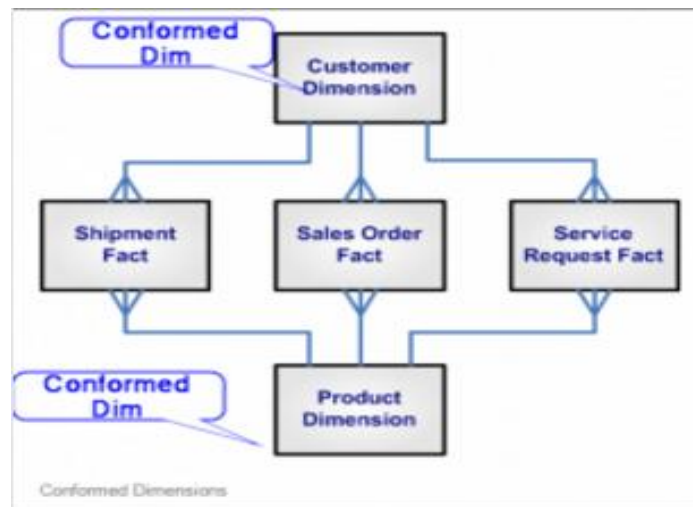 Conformed
Dim
Customer
Dimension
Shipment
Fact
Sales Order
Fact
Service
Request Fact
Conformed
Dim
Product
Dimension
Conformed Dimensions